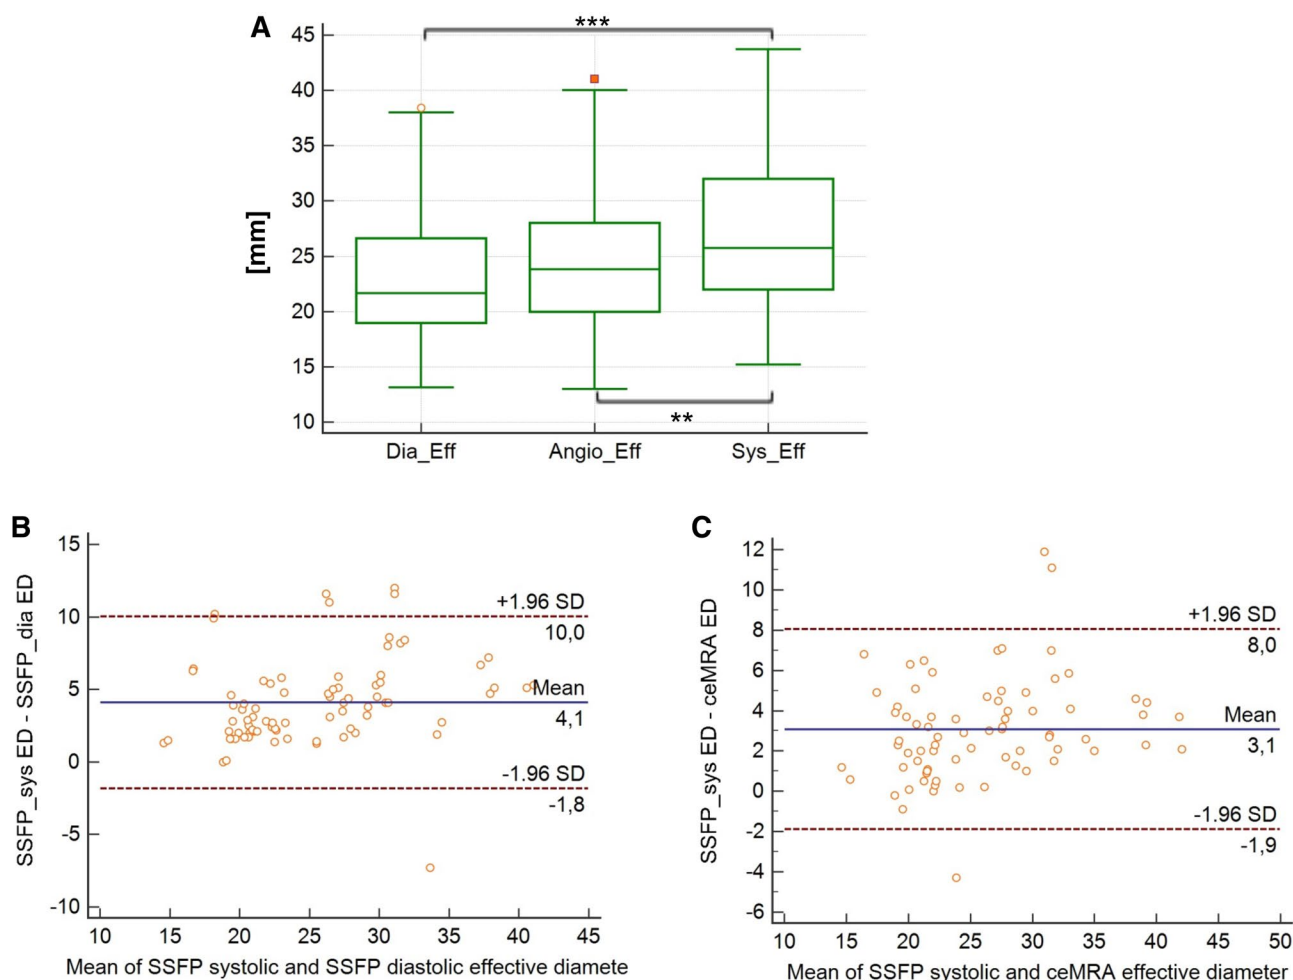 A
***
45
40
35
30
25
20
15
10
[mm]
**
Dia_Eff Angio_Eff Sys_Eff
B
SSFP_sys ED - SSFP_dia ED
15
10
5
0
-5
-10
+1.96 SD
10,0
Mean
4,1
-1.96 SD
-1,8
10 15 20 25 30 35 40 45
Mean of SSFP systolic and SSFP diastolic effective diamete
C
SSFP_sys ED - ceMRA ED
12
10
8
6
4
2
0
-2
-4
-6
+1.96 SD
8,0
Mean
3,1
-1.96 SD
-1,9
10 15 20 25 30 35 40 45 50
Mean of SSFP systolic and ceMRA effective diameter